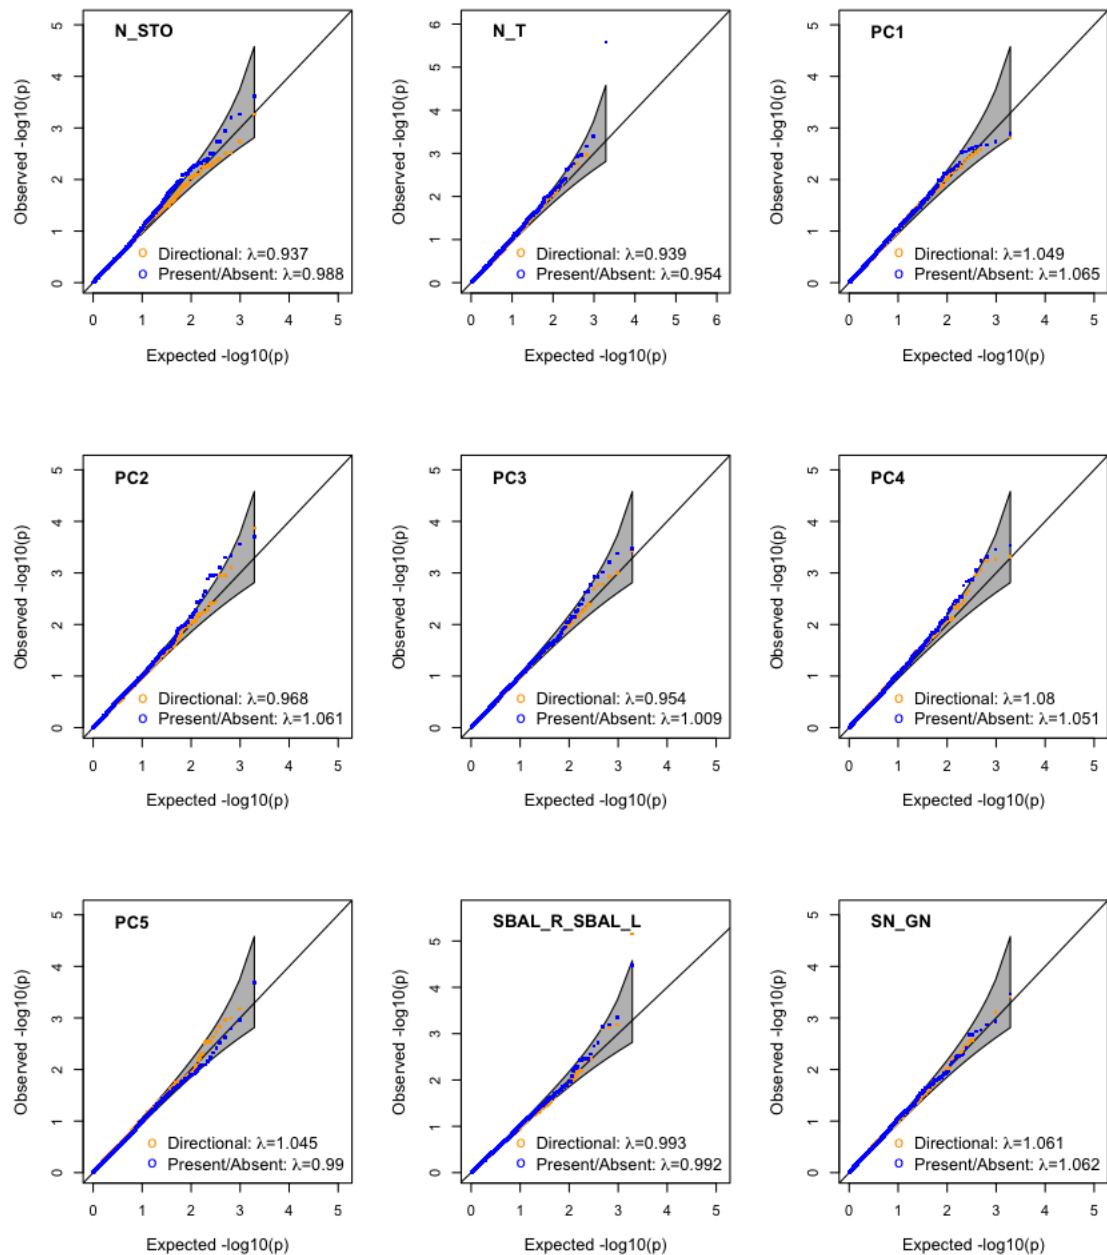 N_STO
Observed -log10(p)
5
4
3
2
1
0
o Directional: λ=0.937
o Present/Absent: λ=0.988
0 1 2 3 4 5
Expected -log10(p)
N_T
Observed -log10(p)
6
5
4
3
2
1
0
o Directional: λ=0.939
o Present/Absent: λ=0.954
0 1 2 3 4 5 6
Expected -log10(p)
PC1
Observed -log10(p)
5
4
3
2
1
0
o Directional: λ=1.049
o Present/Absent: λ=1.065
0 1 2 3 4 5
Expected -log10(p)
PC2
Observed -log10(p)
5
4
3
2
1
0
o Directional: λ=0.968
o Present/Absent: λ=1.061
0 1 2 3 4 5
Expected -log10(p)
PC3
Observed -log10(p)
5
4
3
2
1
0
o Directional: λ=0.954
o Present/Absent: λ=1.009
0 1 2 3 4 5
Expected -log10(p)
PC4
Observed -log10(p)
5
4
3
2
1
0
o Directional: λ=1.08
o Present/Absent: λ=1.051
0 1 2 3 4 5
Expected -log10(p)
PC5
Observed -log10(p)
5
4
3
2
1
0
o Directional: λ=1.045
o Present/Absent: λ=0.99
0 1 2 3 4 5
Expected -log10(p)
SBAL_R_SBAL_L
Observed -log10(p)
5
4
3
2
1
0
o Directional: λ=0.993
o Present/Absent: λ=0.992
0 1 2 3 4 5
Expected -log10(p)
SN_GN
Observed -log10(p)
5
4
3
2
1
0
o Directional: λ=1.061
o Present/Absent: λ=1.062
0 1 2 3 4 5
Expected -log10(p)